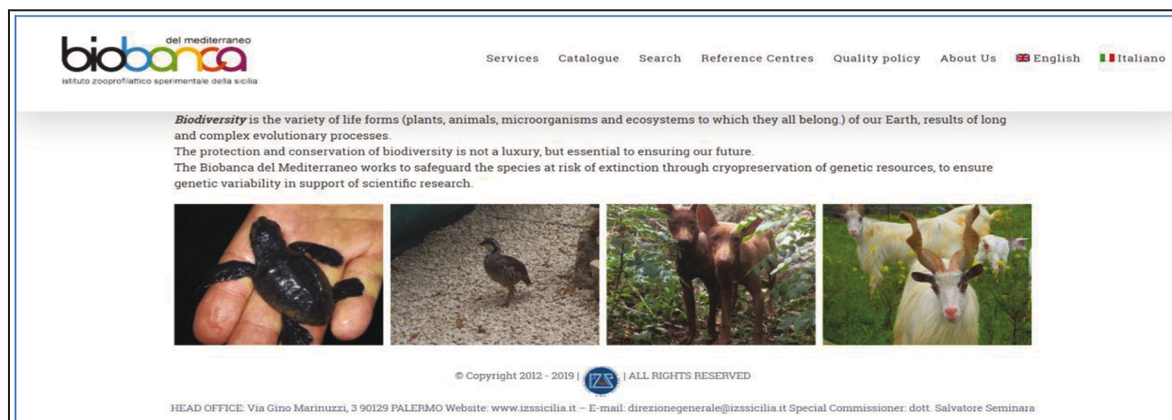 del mediterraneo
biobanca
istituto zooprofilattico sperimentale della sicilia
Services Catalogue Search Reference Centres Quality policy About Us English Italiano
Biodiversity is the variety of life forms (plants, animals, microorganisms and ecosystems to which they all belong.) of our Earth, results of long
and complex evolutionary processes.
The protection and conservation of biodiversity is not a luxury, but essential to ensuring our future.
The Biobanca del Mediterraneo works to safeguard the species at risk of extinction through cryopreservation of genetic resources, to ensure
genetic variability in support of scientific research.
© Copyright 2012 - 2019 | IZS | ALL RIGHTS RESERVED
HEAD OFFICE: Via Gino Marinuzzi, 3 90129 PALERMO Website: www.izssicilia.it – E-mail: direzionegenerale@izssicilia.it Special Commissioner: dott. Salvatore Seminara